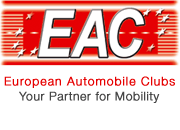 EAC
European Automobile Clubs
Your Partner for Mobility